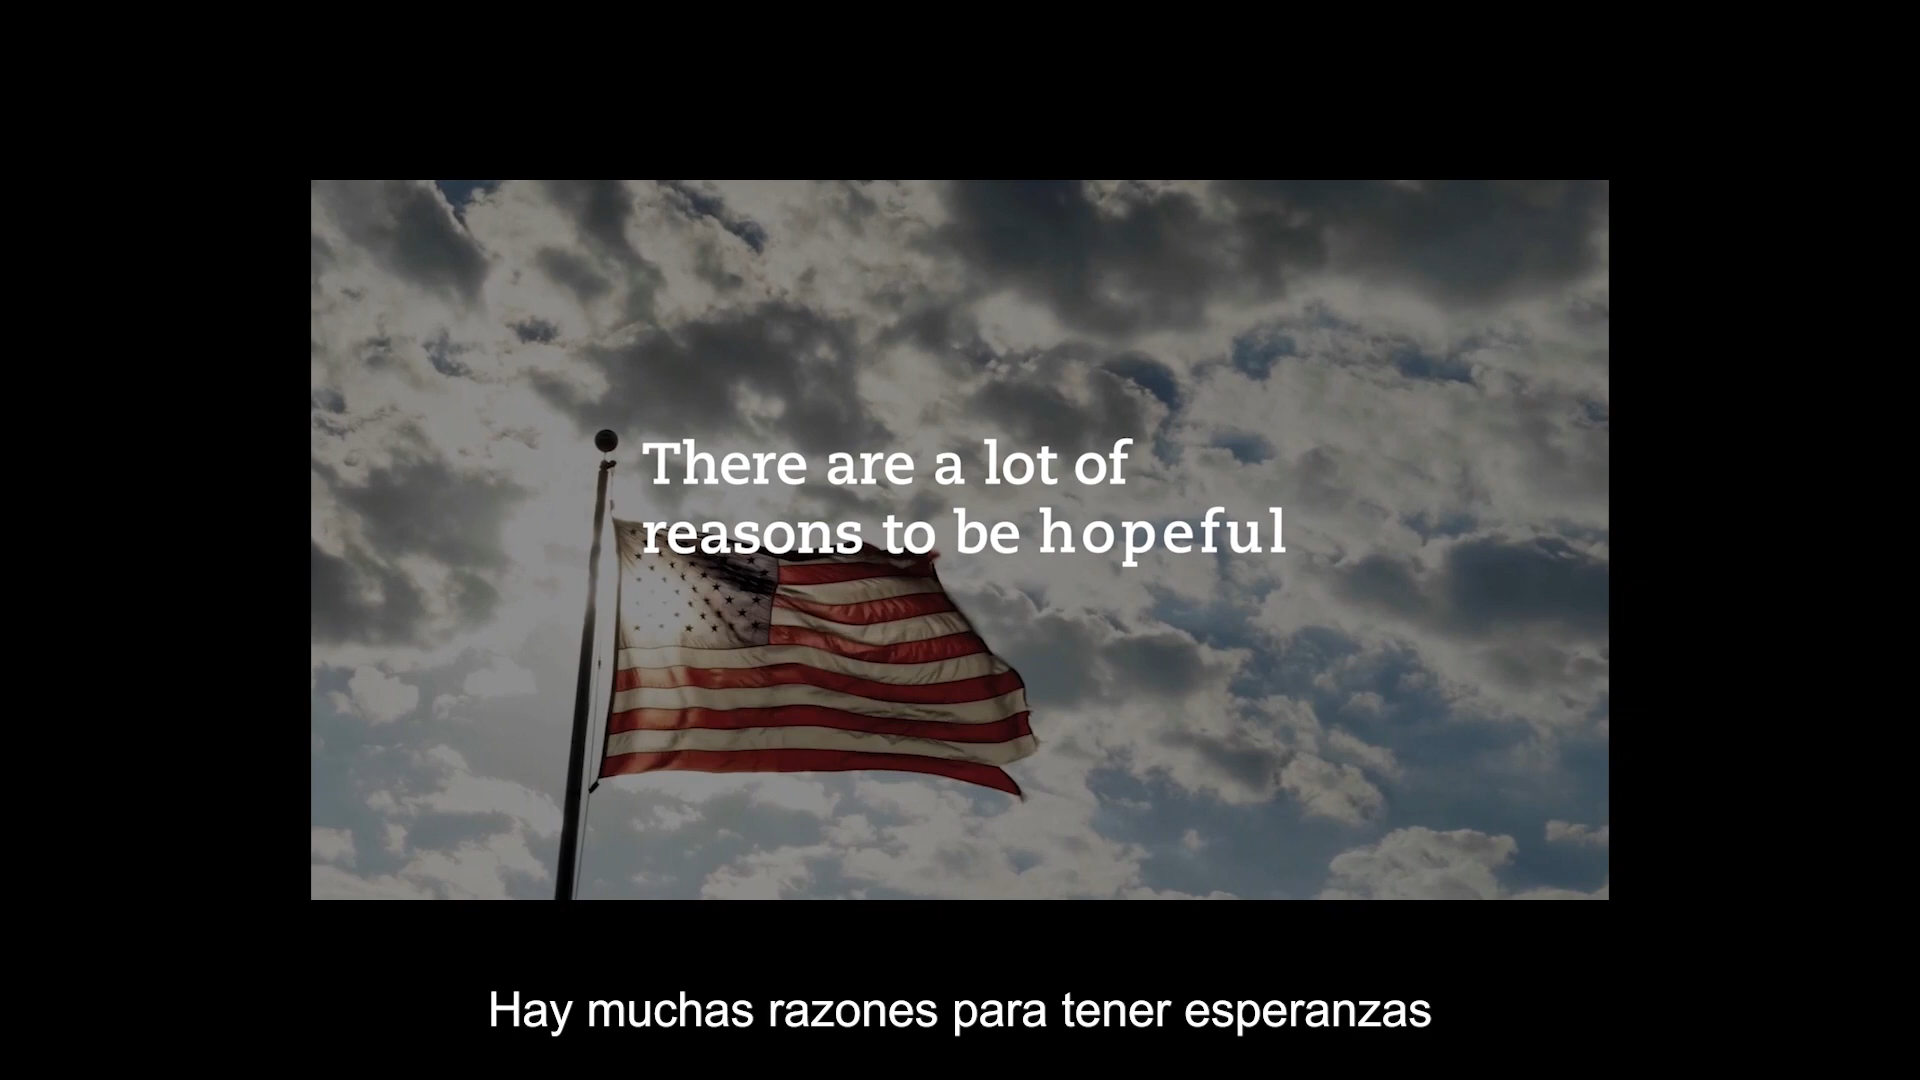 There are a lot of
reasons to be hopeful
Hay muchas razones para tener esperanzas